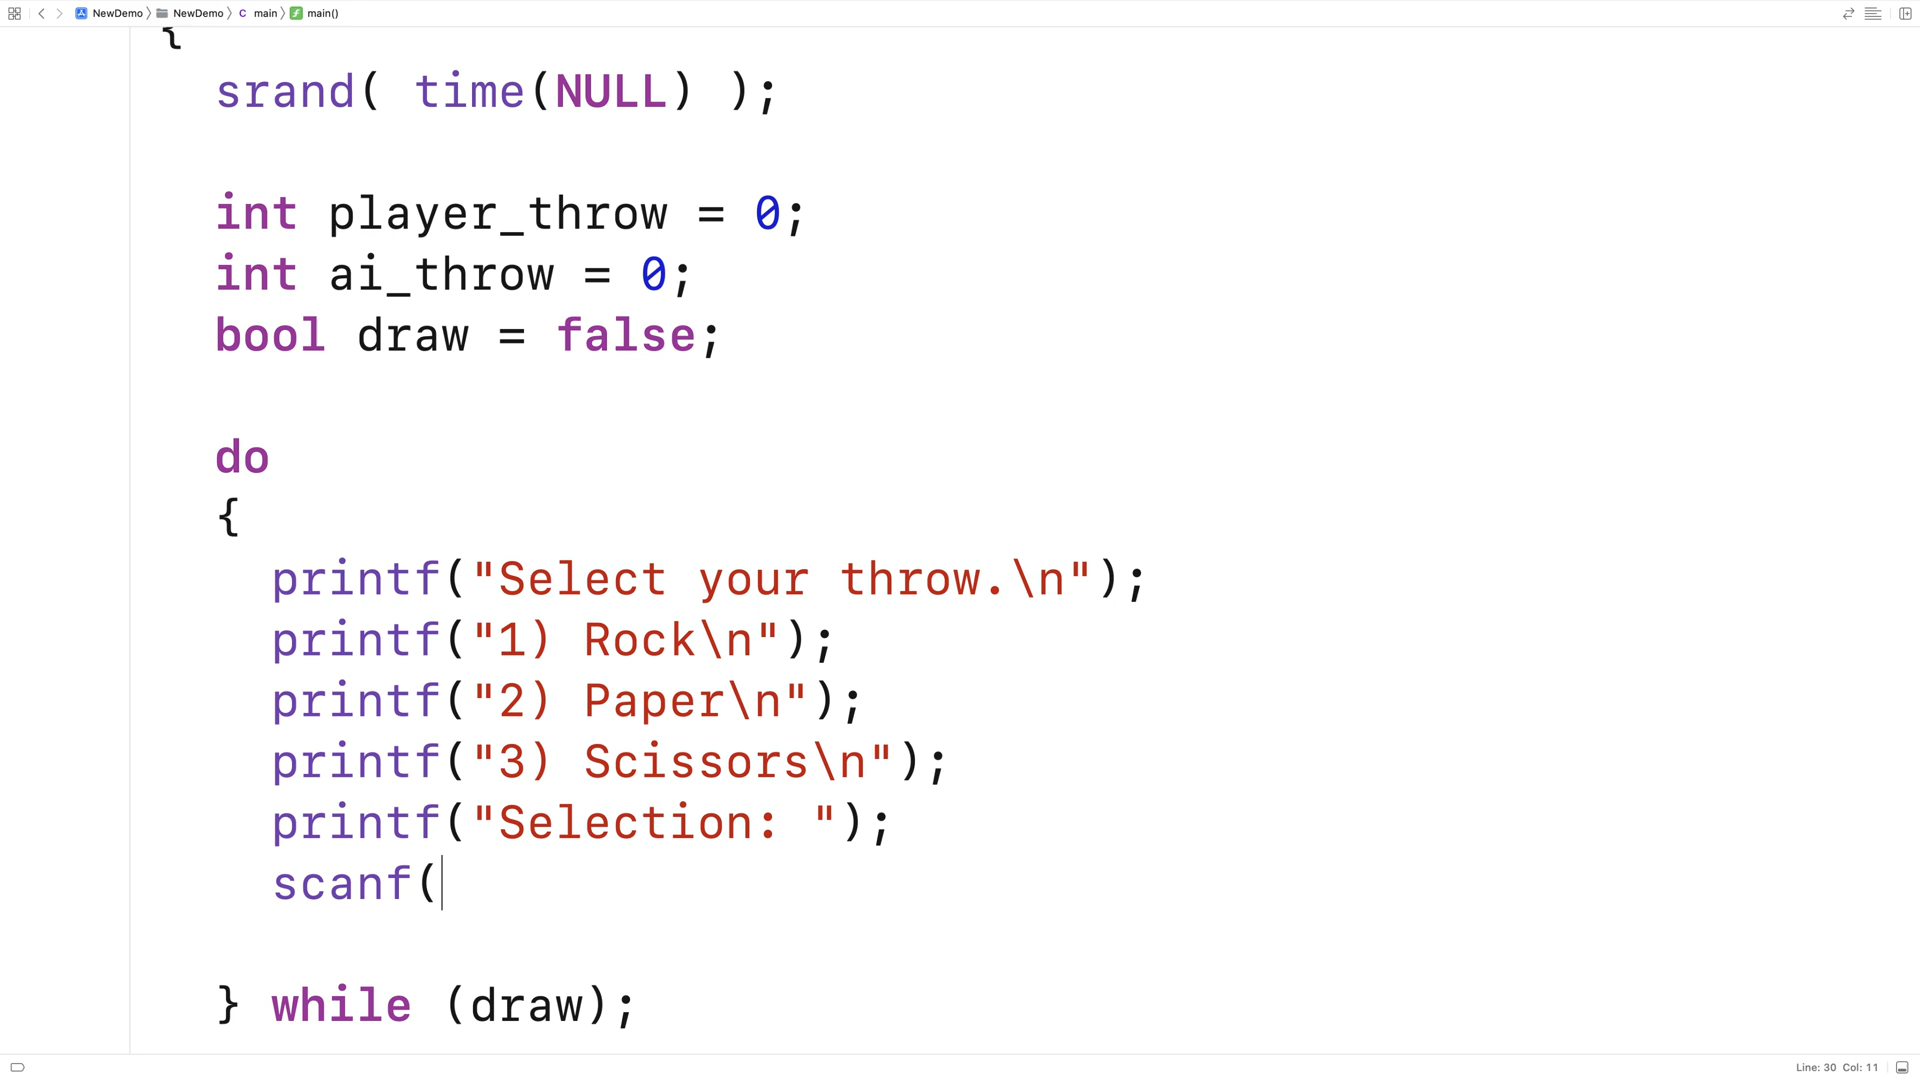 NewDemo 〉 NewDemo 〉 C main 〉 f main()
{
srand( time(NULL) );
int player_throw = 0;
int ai_throw = 0;
bool draw = false;
do
{
printf("Select your throw.\n");
printf("1) Rock\n");
printf("2) Paper\n");
printf("3) Scissors\n");
printf("Selection: ");
scanf(
} while (draw);
Line: 30 Col: 11